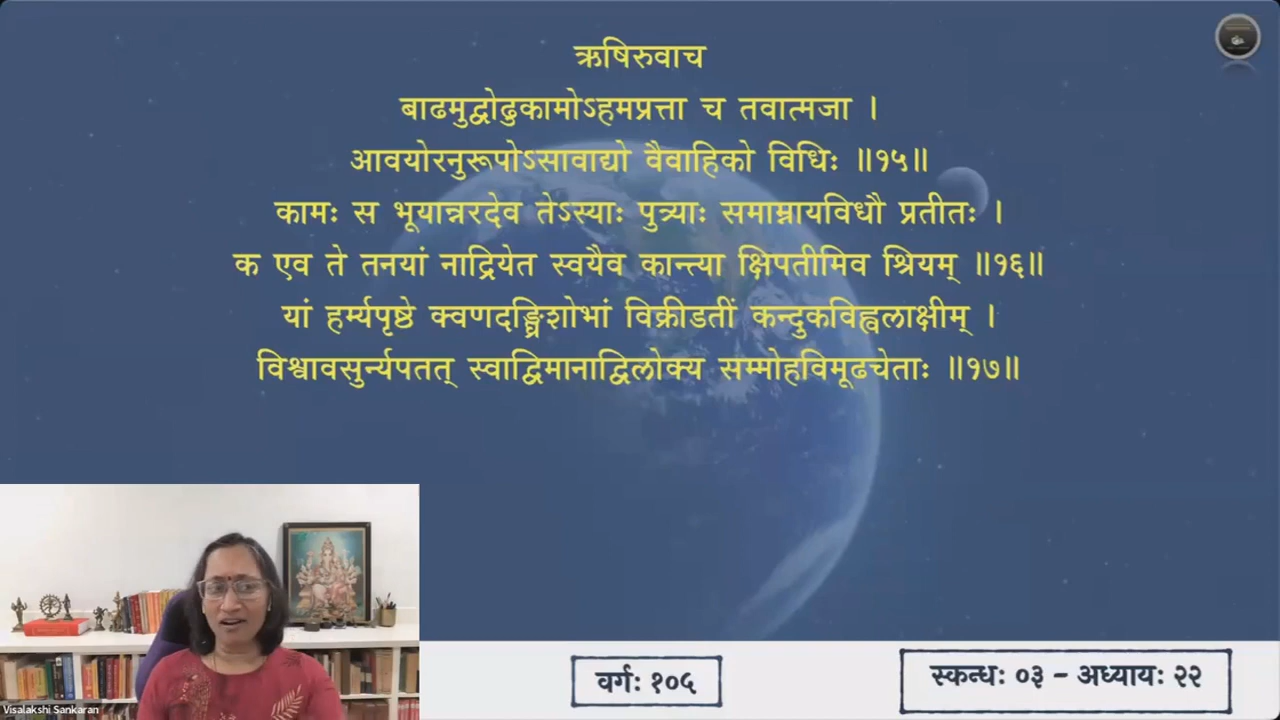 ऋषिरुवाच
बाढमुद्वोढुकामोऽहमप्रत्ता च तवात्मजा ।
आवयोरनुरूपोऽसावाद्यो वैवाहिको विधिः ॥१५॥
कामः स भूयान्नरदेव तेऽस्याः पुत्र्याः समाम्नायविधौ प्रतीतः ।
क एव ते तनयां नाद्रियेत स्वयैव कान्त्या क्षिपतीमिव श्रियम् ॥१६॥
यां हर्म्यपृष्ठे क्वणदङ्घ्रिशोभां विक्रीडतीं कन्दुकविह्वलाक्षीम् ।
विश्वावसुर्न्यपतत् स्वाद्विमानाद्विलोक्य सम्मोहविमूढचेताः ॥१७॥
Visalakshi Sankaran
वर्गः १०५
स्कन्धः ०३ - अध्यायः २२